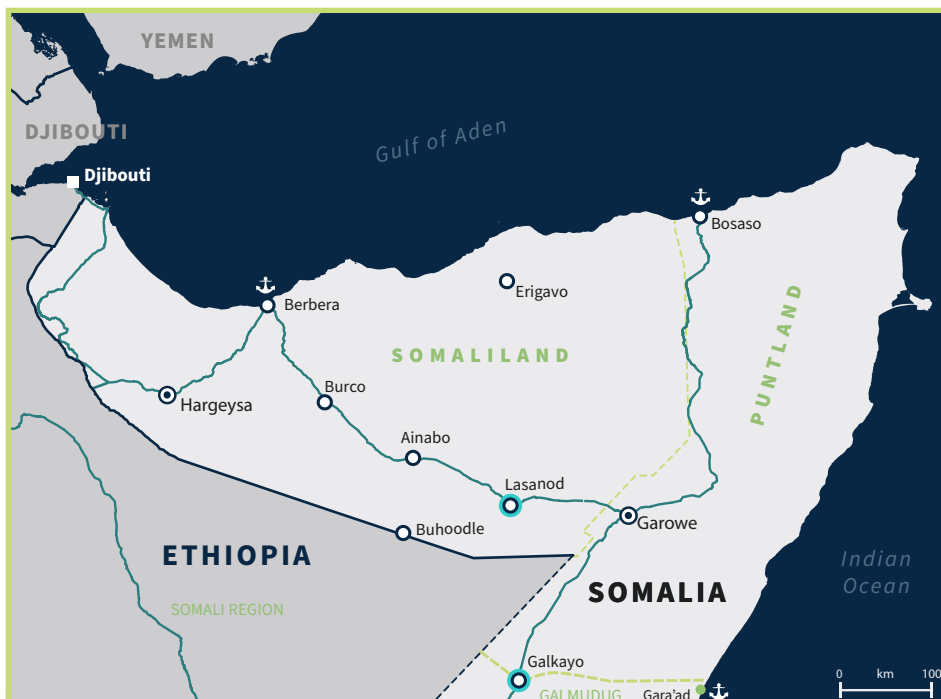 YEMEN
DJIBOUTI
Gulf of Aden
Djibouti
Bosaso
Erigavo
Berbera
SOMALILAND
PUNTLAND
Burco
Hargeysa
Ainabo
Lasanod
Garowe
Buhoodle
ETHIOPIA
Indian
Ocean
SOMALIA
SOMALI REGION
Galkayo
0 km 100
GALMUDUG
Gara'ad